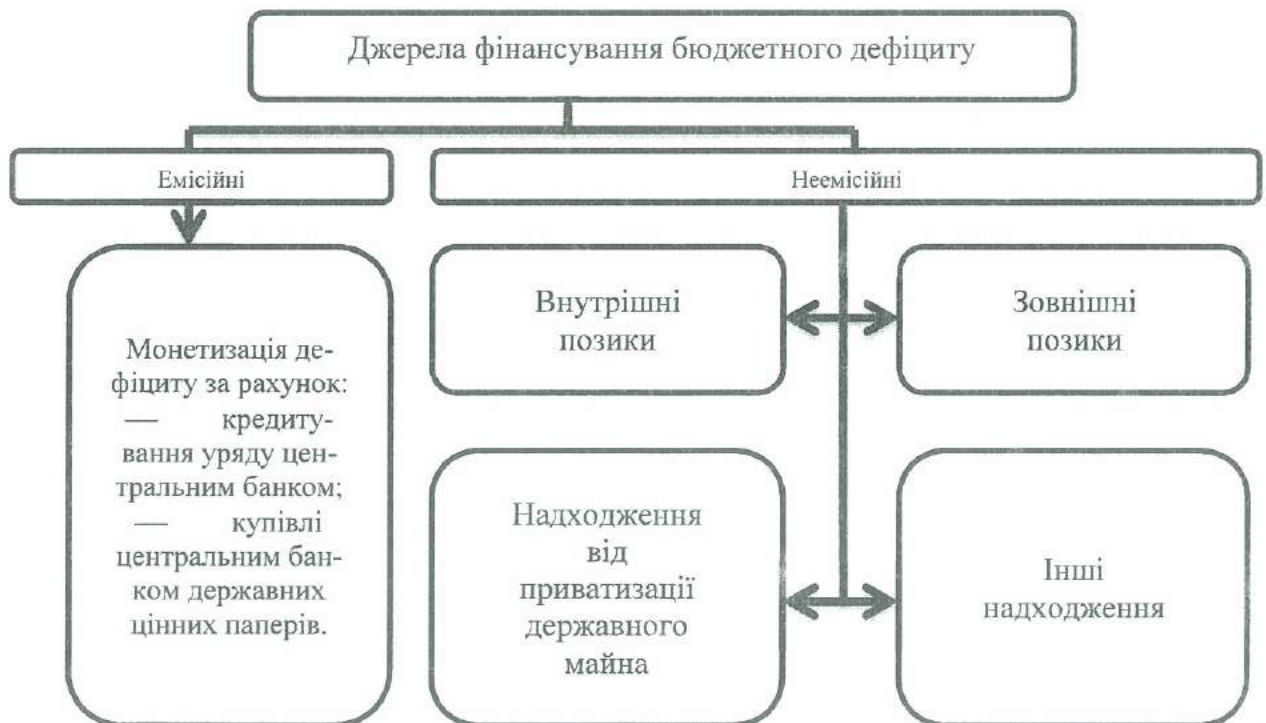 Джерела фінансування бюджетного дефіциту
Емісійні
Неемісійні
Монетизація де-
фіциту за рахунок:
— кредиту-
вання уряду цен-
тральним банком;
— купівлі
центральним бан-
ком державних
цінних паперів.
Внутрішні
позики
Зовнішні
позики
Надходження
від
приватизації
державного
майна
Інші
надходження